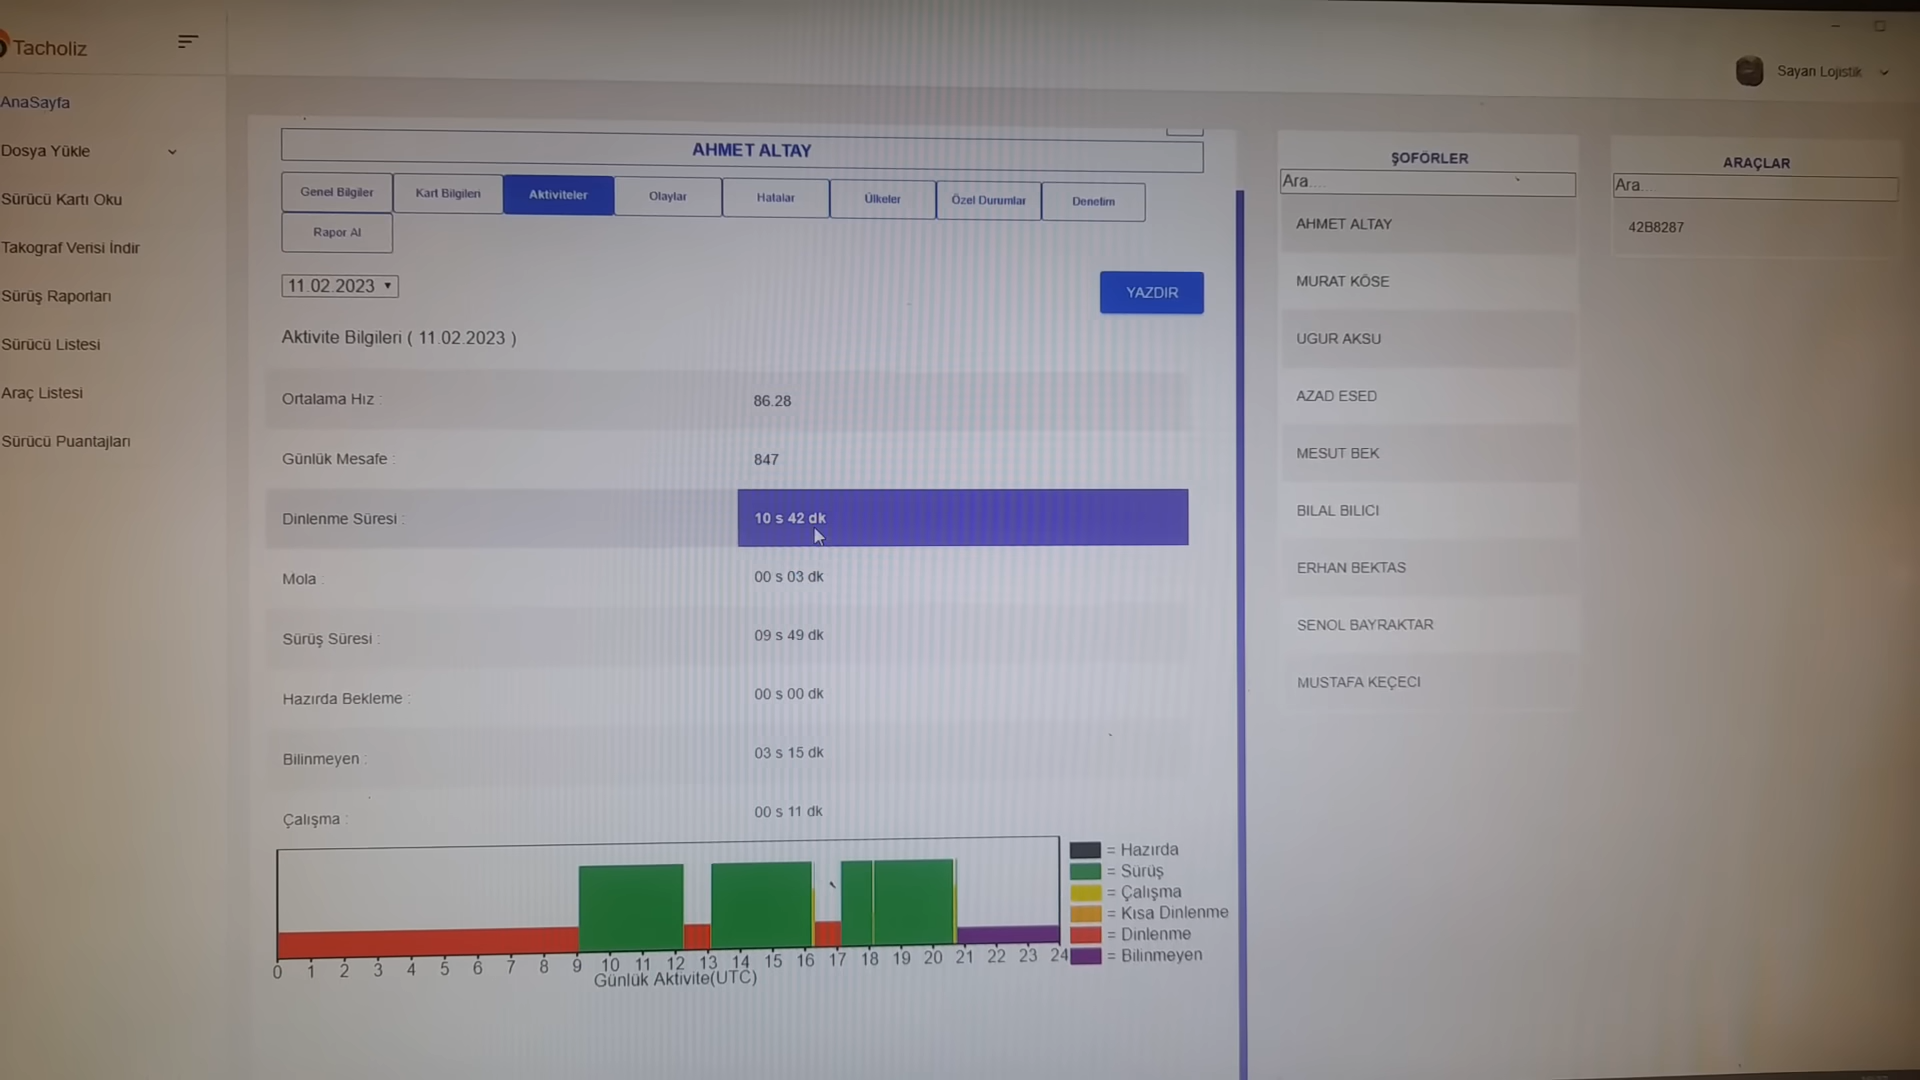 Tacholiz
Sayan Lojistik
AnaSayfa
Dosya Yükle
Sürücü Kartı Oku
Takograf Verisi İndir
Sürüş Raporları
Sürücü Listesi
Araç Listesi
Sürücü Puantajları
AHMET ALTAY
Genel Bilgiler
Kart Bilgileri
Aktiviteler
Olaylar
Hatalar
Ülkeler
Özel Durumlar
Denetim
Rapor Al
11.02.2023
YAZDIR
Aktivite Bilgileri ( 11.02.2023 )
Ortalama Hız : 86.28
Günlük Mesafe : 847
Dinlenme Süresi : 10 s 42 dk
Mola : 00 s 03 dk
Sürüş Süresi : 09 s 49 dk
Hazırda Bekleme : 00 s 00 dk
Bilinmeyen : 03 s 15 dk
Çalışma : 00 s 11 dk
= Hazırda
= Sürüş
= Çalışma
= Kısa Dinlenme
= Dinlenme
= Bilinmeyen
0 1 2 3 4 5 6 7 8 9 10 11 12 13 14 15 16 17 18 19 20 21 22 23 24
Günlük Aktivite(UTC)
ŞOFÖRLER
Ara....
AHMET ALTAY
MURAT KÖSE
UGUR AKSU
AZAD ESED
MESUT BEK
BILAL BILICI
ERHAN BEKTAS
SENOL BAYRAKTAR
MUSTAFA KEÇECI
ARAÇLAR
Ara....
42B8287